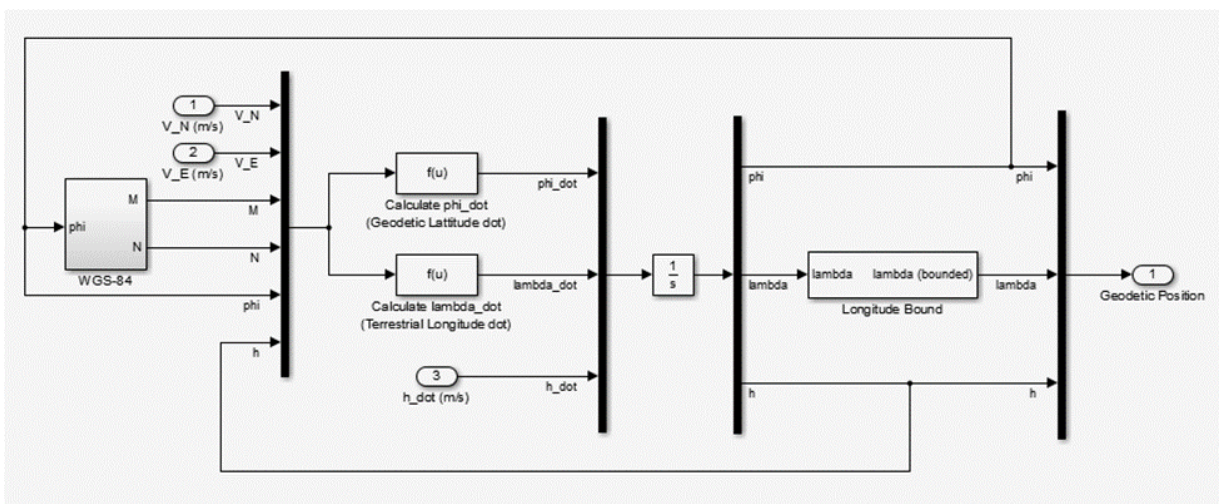 1
V_N (m/s)
V_N
2
V_E (m/s)
V_E
phi
M
N
WGS-84
M
N
phi
h
f(u)
Calculate phi_dot
(Geodetic Lattitude dot)
phi_dot
f(u)
Calculate lambda_dot
(Terrestrial Longitude dot)
lambda_dot
3
h_dot (m/s)
h_dot
1
s
phi
lambda
h
lambda
lambda (bounded)
Longitude Bound
phi
lambda
h
1
Geodetic Position